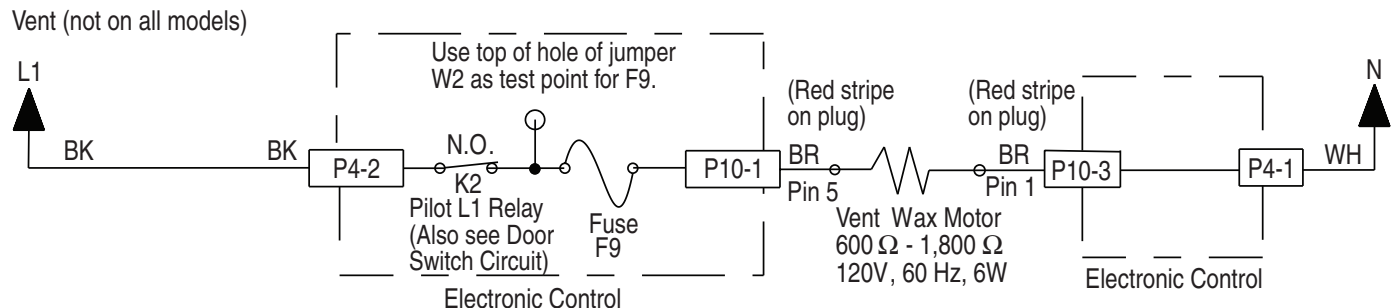 Vent (not on all models)
L1
BK
BK
P4-2
Use top of hole of jumper
W2 as test point for F9.
N.O.
K2
Pilot L1 Relay
(Also see Door
Switch Circuit)
Fuse
F9
Electronic Control
P10-1
(Red stripe
on plug)
BR
Pin 5
Vent Wax Motor
600 Ω - 1,800 Ω
120V, 60 Hz, 6W
(Red stripe
on plug)
BR
Pin 1
P10-3
P4-1
Electronic Control
WH
N